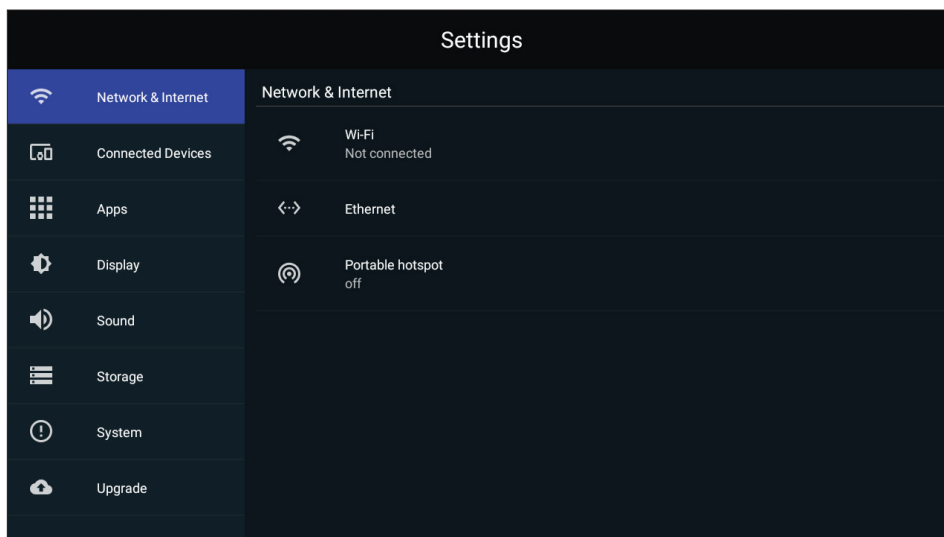 Settings
Network & Internet
Connected Devices
Apps
Display
Sound
Storage
System
Upgrade
Network & Internet
Wi-Fi
Not connected
Ethernet
Portable hotspot
off